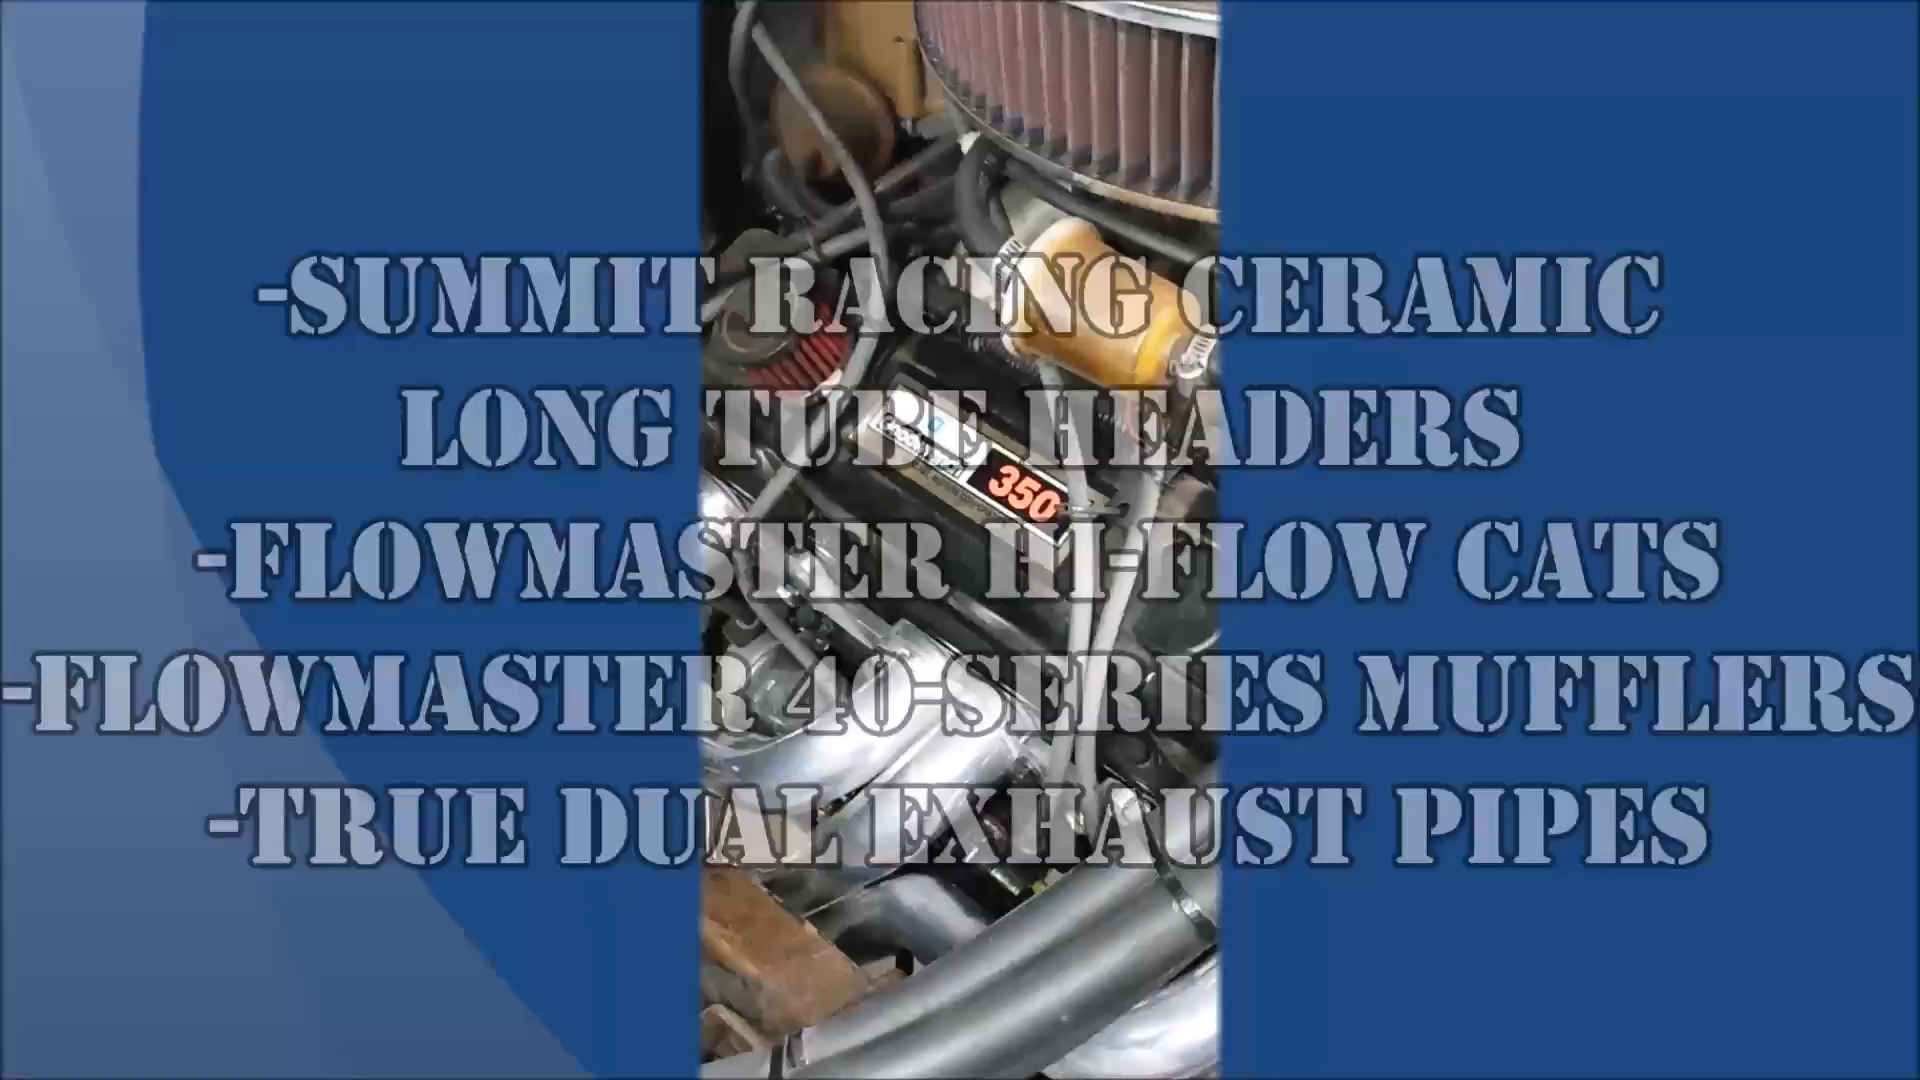 -SUMMIT RACING CERAMIC
LONG TUBE HEADERS
-FLOWMASTER HI-FLOW CATS
-FLOWMASTER 40-SERIES MUFFLERS
-TRUE DUAL EXHAUST PIPES
350